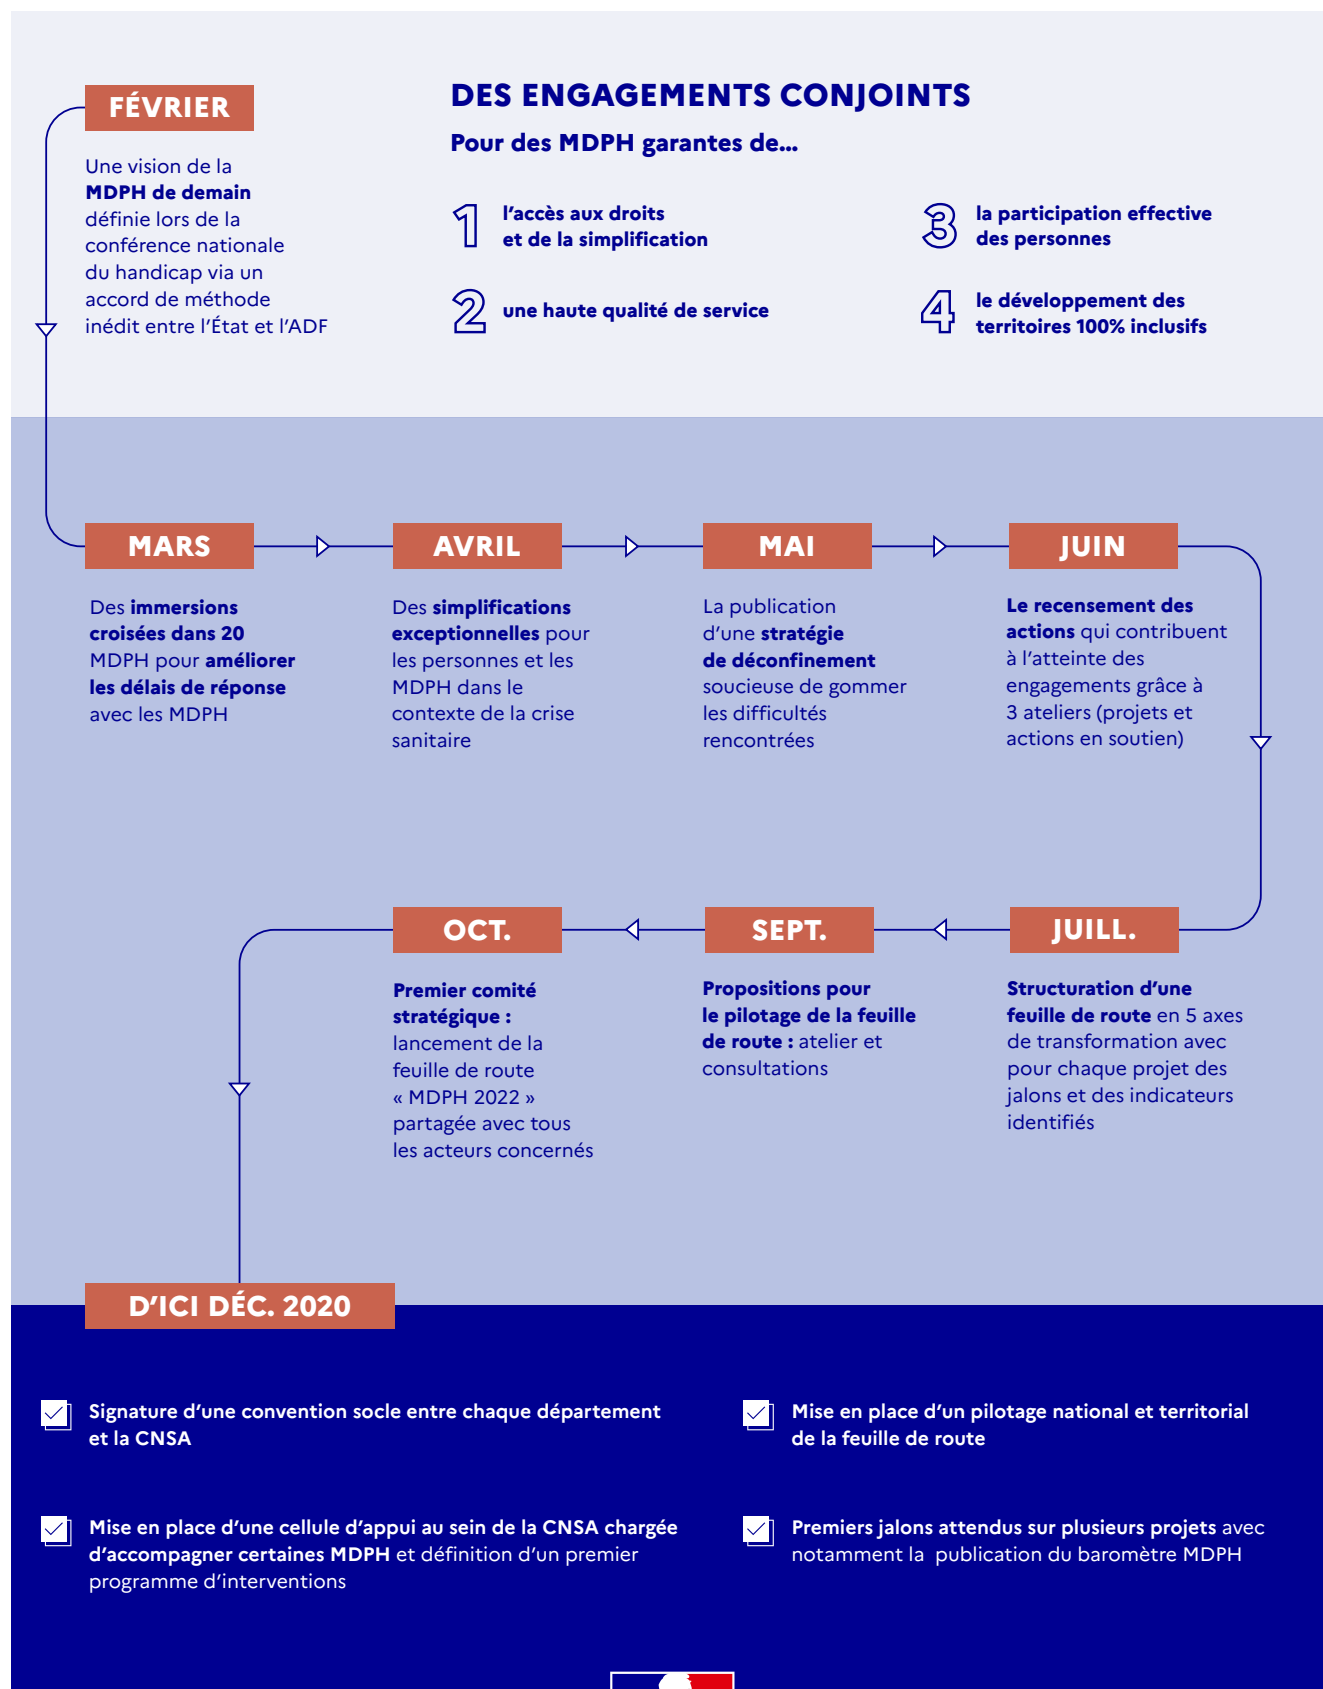 FÉVRIER
Une vision de la
MDPH de demain
définie lors de la
conférence nationale
du handicap via un
accord de méthode
inédit entre l’État et l’ADF
DES ENGAGEMENTS CONJOINTS
Pour des MDPH garantes de...
1 l’accès aux droits
et de la simplification
2 une haute qualité de service
3 la participation effective
des personnes
4 le développement des
territoires 100% inclusifs
MARS
Des immersions
croisées dans 20
MDPH pour améliorer
les délais de réponse
avec les MDPH
AVRIL
Des simplifications
exceptionnelles pour
les personnes et les
MDPH dans le
contexte de la crise
sanitaire
MAI
La publication
d’une stratégie
de déconfinement
soucieuse de gommer
les difficultés
rencontrées
JUIN
Le recensement des
actions qui contribuent
à l’atteinte des
engagements grâce à
3 ateliers (projets et
actions en soutien)
JUILL.
Structuration d’une
feuille de route en 5 axes
de transformation avec
pour chaque projet des
jalons et des indicateurs
identifiés
SEPT.
Propositions pour
le pilotage de la feuille
de route : atelier et
consultations
OCT.
Premier comité
stratégique :
lancement de la
feuille de route
« MDPH 2022 »
partagée avec tous
les acteurs concernés
D’ICI DÉC. 2020
Signature d’une convention socle entre chaque département
et la CNSA
Mise en place d’une cellule d’appui au sein de la CNSA chargée
d’accompagner certaines MDPH et définition d’un premier
programme d’interventions
Mise en place d’un pilotage national et territorial
de la feuille de route
Premiers jalons attendus sur plusieurs projets avec
notamment la publication du baromètre MDPH